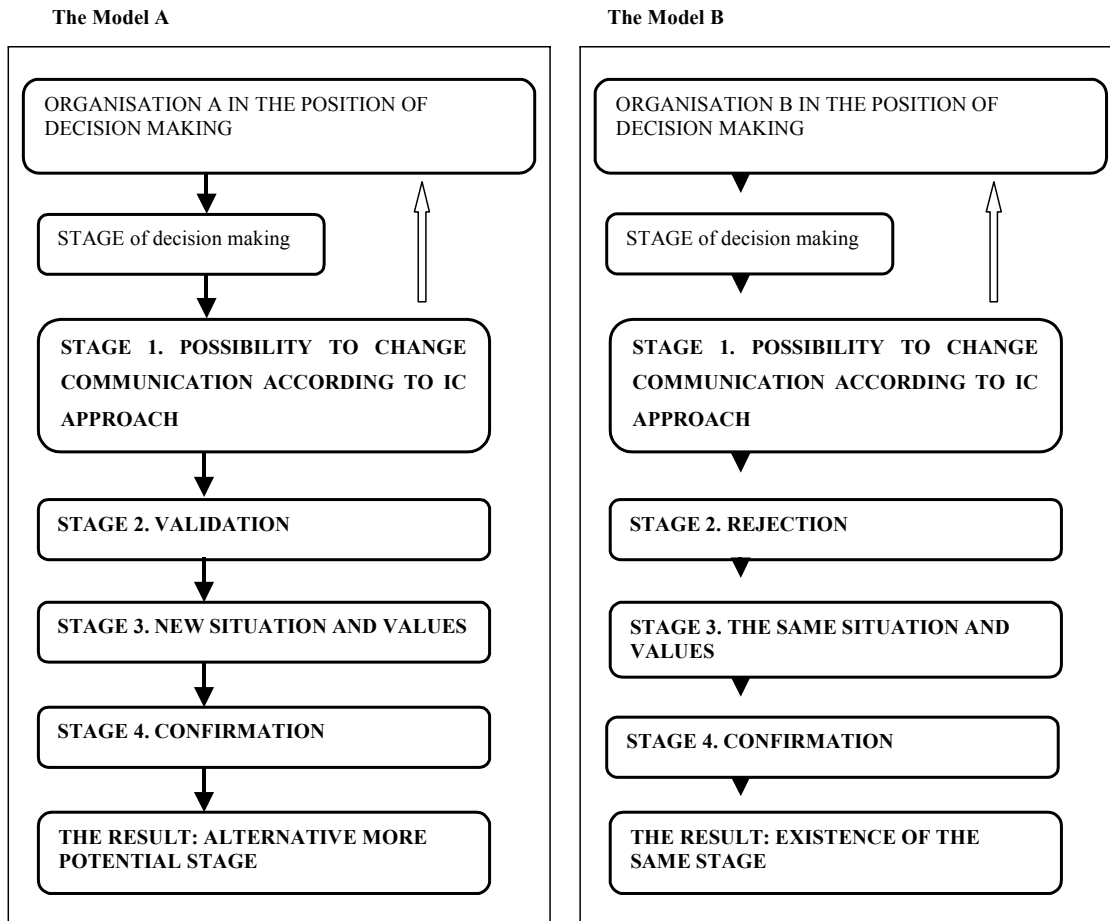 The Model A
ORGANISATION A IN THE POSITION OF
DECISION MAKING
STAGE of decision making
STAGE 1. POSSIBILITY TO CHANGE
COMMUNICATION ACCORDING TO IC
APPROACH
STAGE 2. VALIDATION
STAGE 3. NEW SITUATION AND VALUES
STAGE 4. CONFIRMATION
THE RESULT: ALTERNATIVE MORE
POTENTIAL STAGE
The Model B
ORGANISATION B IN THE POSITION OF
DECISION MAKING
STAGE of decision making
STAGE 1. POSSIBILITY TO CHANGE
COMMUNICATION ACCORDING TO IC
APPROACH
STAGE 2. REJECTION
STAGE 3. THE SAME SITUATION AND
VALUES
STAGE 4. CONFIRMATION
THE RESULT: EXISTENCE OF THE
SAME STAGE